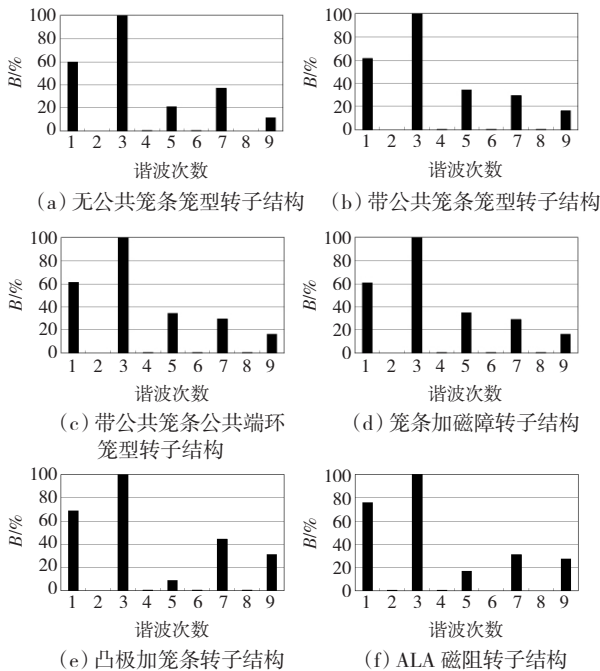 100
80
60
40
20
0
B/%
1 2 3 4 5 6 7 8 9
谐波次数
(a)无公共笼条笼型转子结构
100
80
60
40
20
0
B/%
1 2 3 4 5 6 7 8 9
谐波次数
(b)带公共笼条笼型转子结构
100
80
60
40
20
0
B/%
1 2 3 4 5 6 7 8 9
谐波次数
(c)带公共笼条公共端环
笼型转子结构
100
80
60
40
20
0
B/%
1 2 3 4 5 6 7 8 9
谐波次数
(d)笼条加磁障转子结构
100
80
60
40
20
0
B/%
1 2 3 4 5 6 7 8 9
谐波次数
(e)凸极加笼条转子结构
100
80
60
40
20
0
B/%
1 2 3 4 5 6 7 8 9
谐波次数
(f)ALA 磁阻转子结构